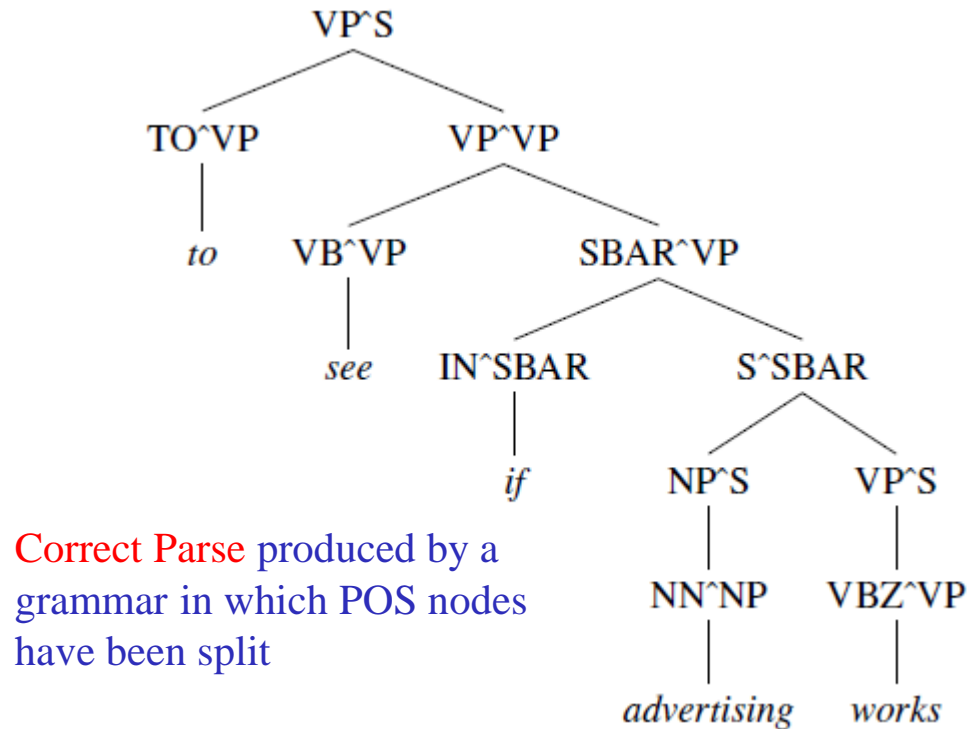 VP^S
TO^VP VP^VP
to VB^VP SBAR^VP
see IN^SBAR S^SBAR
if NP^S VP^S
Correct Parse produced by a
grammar in which POS nodes
have been split
NN^NP VBZ^VP
advertising works